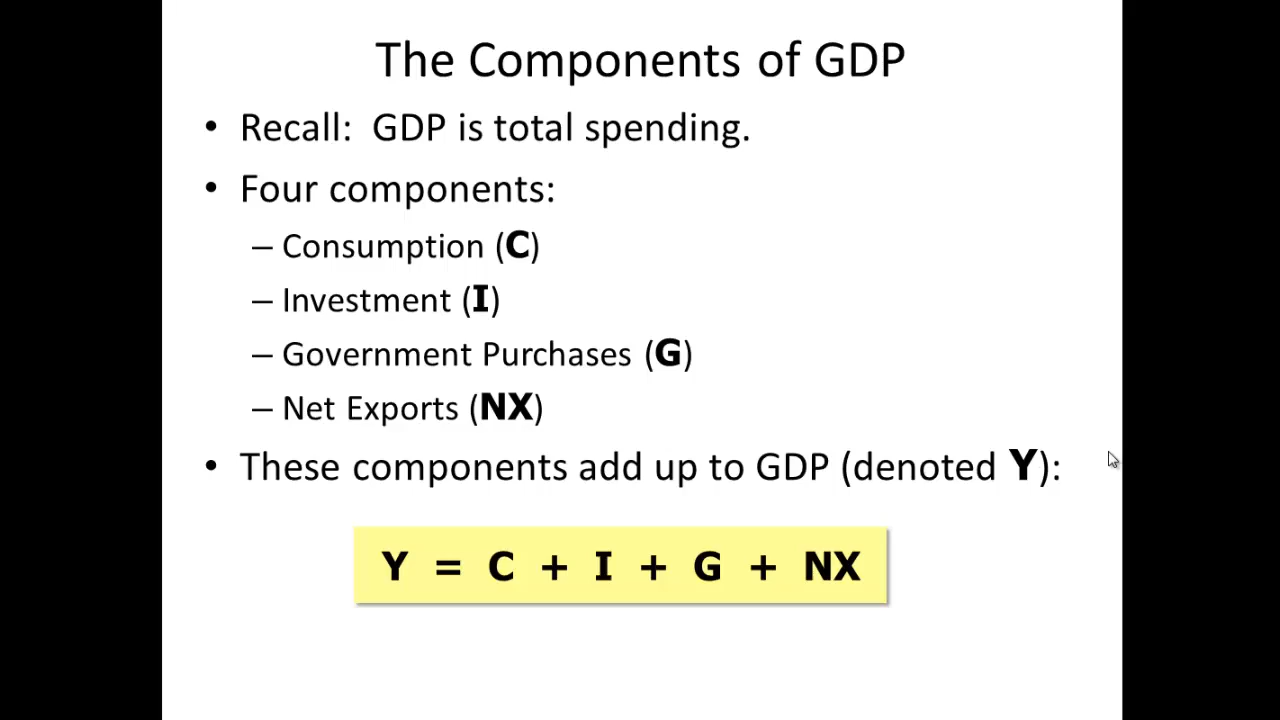 The Components of GDP
• Recall: GDP is total spending.
• Four components:
– Consumption (C)
– Investment (I)
– Government Purchases (G)
– Net Exports (NX)
• These components add up to GDP (denoted Y):
Y = C + I + G + NX